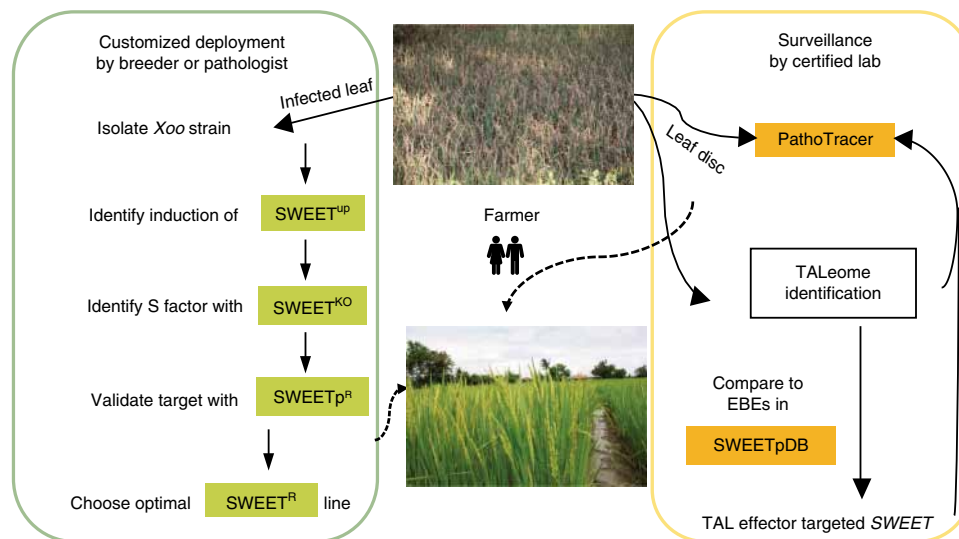 Customized deployment
by breeder or pathologist
Infected leaf
Isolate Xoo strain
Identify induction of SWEETup
Identify S factor with SWEETKO
Validate target with SWEETpR
Choose optimal SWEETR line
Farmer
Leaf disc
Surveillance
by certified lab
PathoTracer
TALeome
identification
Compare to
EBEs in
SWEETpDB
TAL effector targeted SWEET